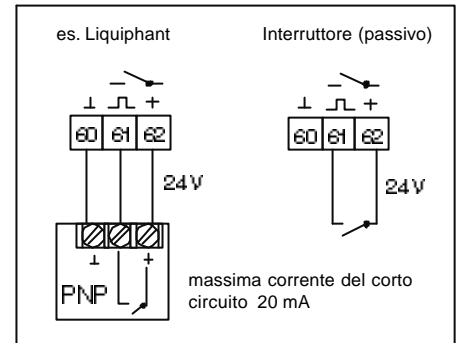 es. Liquiphant
Interruttore (passivo)
⊥ ⎍ +
60 61 62
24V
⊥ +
PNP
⊥ ⎍ +
60 61 62
24V
massima corrente del corto
circuito 20 mA